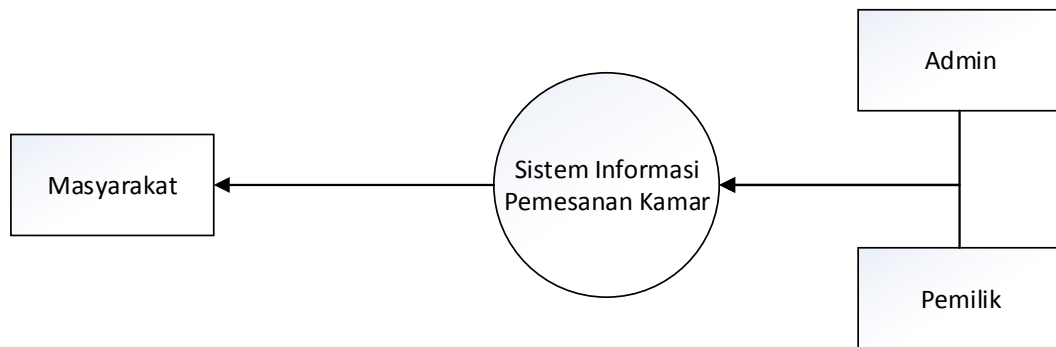 Admin
Masyarakat
Sistem Informasi
Pemesanan Kamar
Pemilik